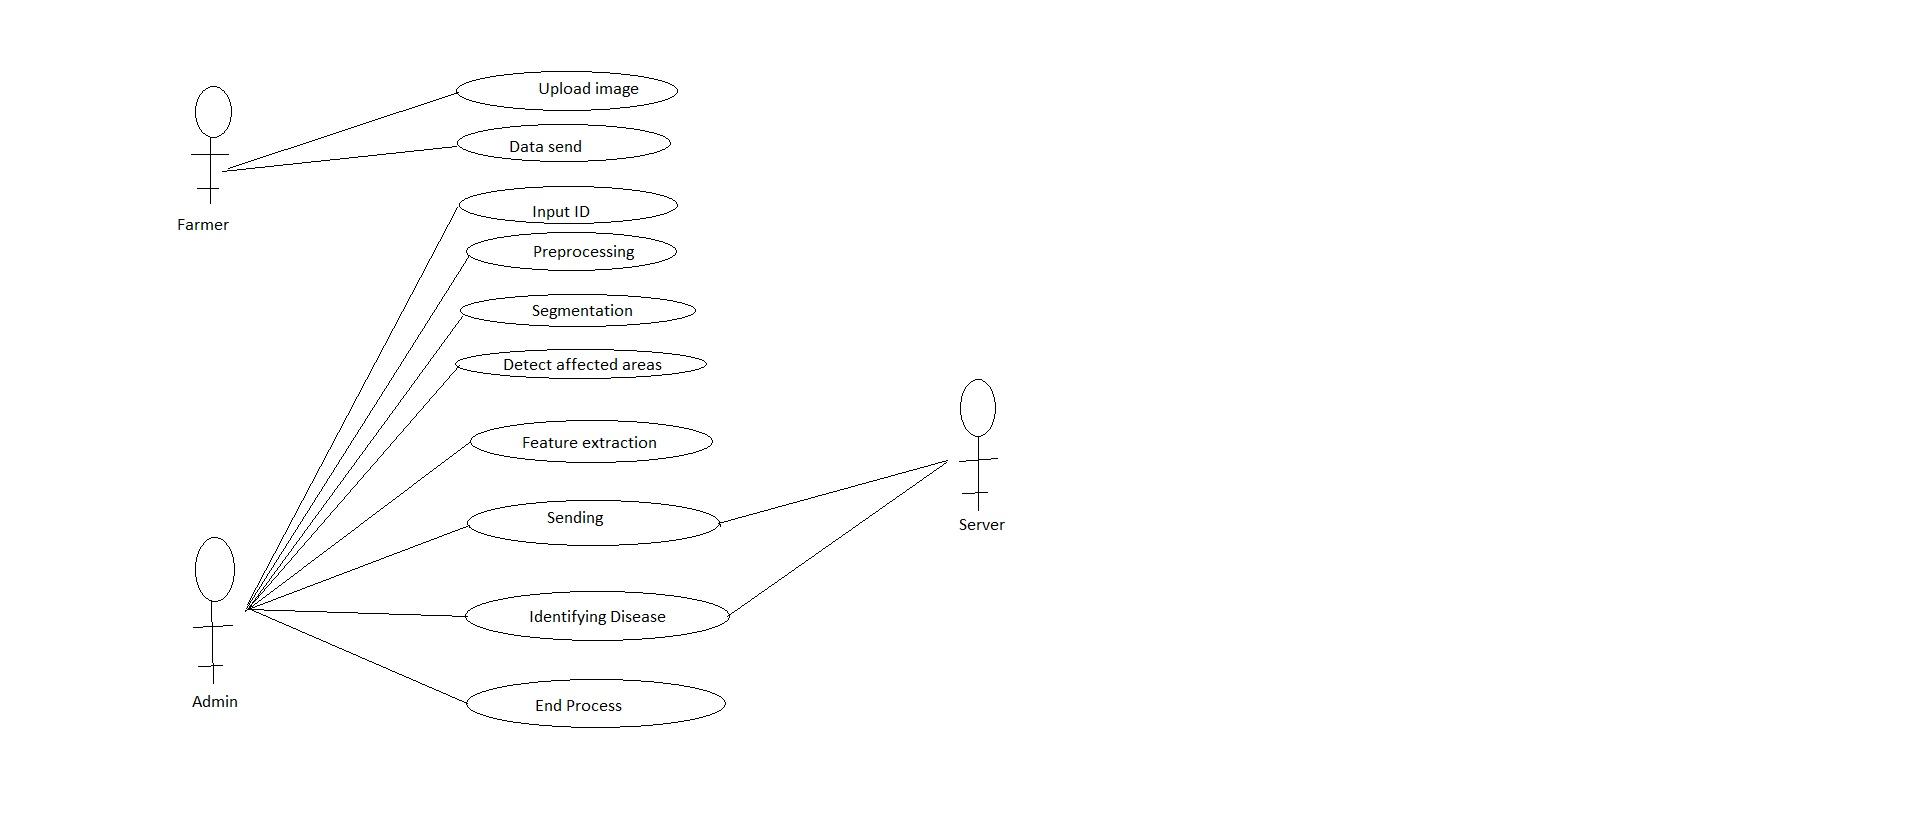 Upload image
Data send
Farmer
Input ID
Preprocessing
Segmentation
Detect affected areas
Feature extraction
Sending
Server
Identifying Disease
Admin
End Process